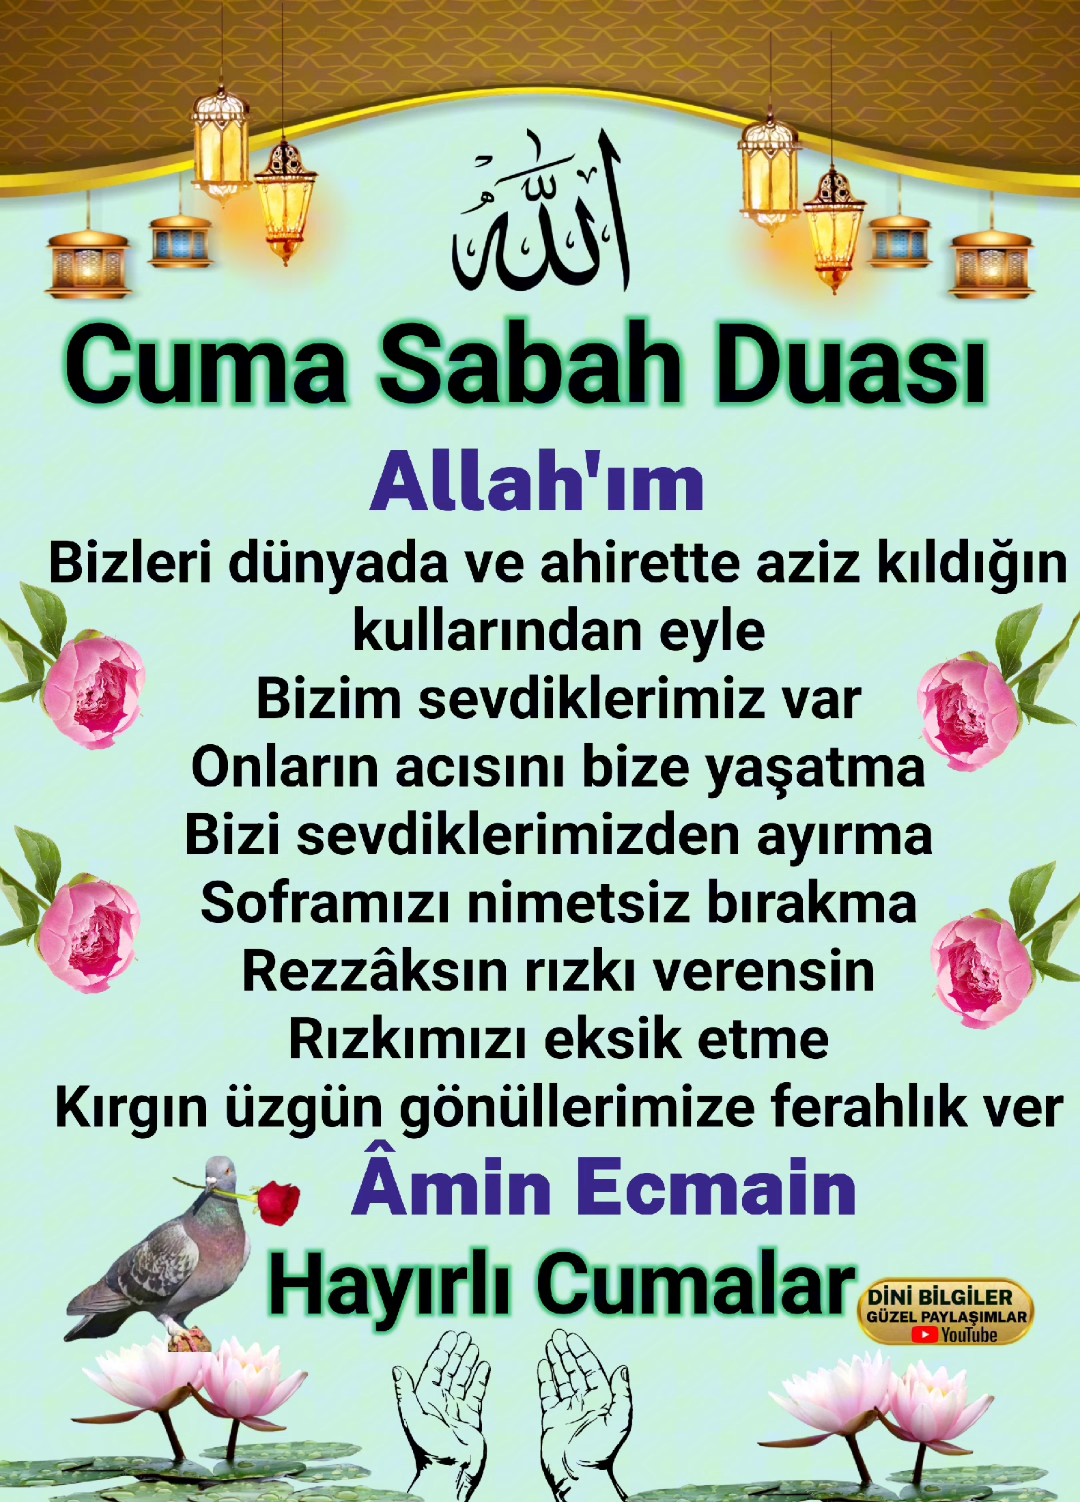 الله
Cuma Sabah Duası
Allah'ım
Bizleri dünyada ve ahirette aziz kıldığın
kullarından eyle
Bizim sevdiklerimiz var
Onların acısını bize yaşatma
Bizi sevdiklerimizden ayırma
Soframızı nimetsiz bırakma
Rezzâksın rızkı verensin
Rızkımızı eksik etme
Kırgın üzgün gönüllerimize ferahlık ver
Âmin Ecmain
Hayırlı Cumalar
DİNİ BİLGİLER
GÜZEL PAYLAŞIMLAR
YouTube